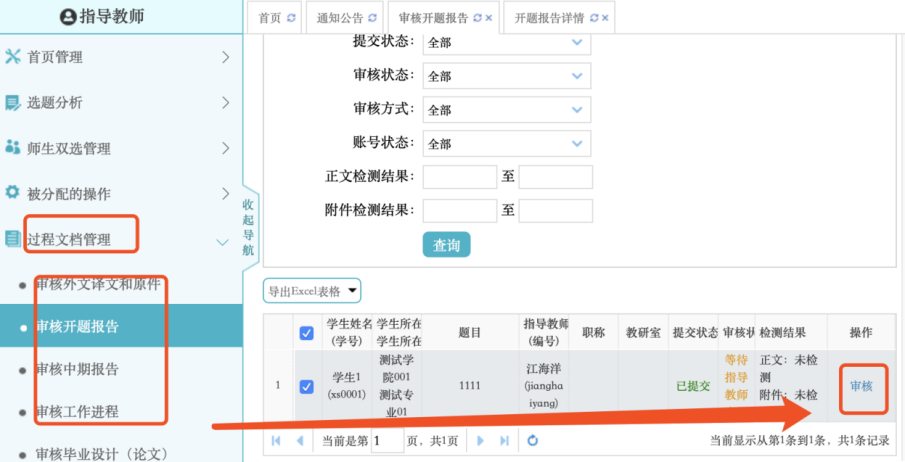 指导教师
首页
通知公告
审核开题报告
开题报告详情
首页管理
选题分析
师生双选管理
被分配的操作
过程文档管理
审核外文译文和原件
审核开题报告
审核中期报告
审核工作进程
审核毕业设计（论文）
收起导航
提交状态： 全部
审核状态： 全部
审核方式： 全部
账号状态： 全部
正文检测结果： 至
附件检测结果： 至
查询
导出Excel表格
学生姓名（学号） 学生所在 学生所在 题目 指导教师（编号） 职称 教研室 提交状态 审核状 检测结果 操作
1 学生1 (xs0001) 测试学院001 测试专业01 1111 江海洋 (jianghaiyang) 已提交 等待指导教师 正文：未检测 附件：未检 审核
当前是第 1 页，共1页
当前显示从第1条到1条，共1条记录